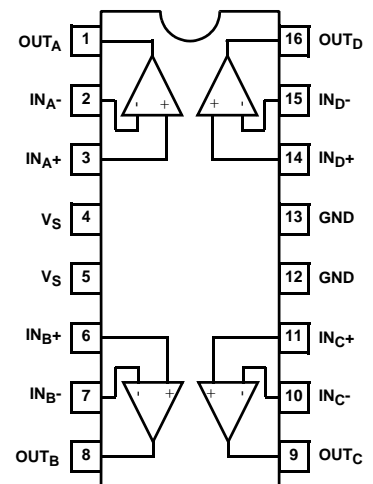 OUTA 1 16 OUTD
INA- 2 - + + - 15 IND-
INA+ 3 14 IND+
VS 4 13 GND
VS 5 12 GND
INB+ 6 11 INC+
INB- 7 - + + - 10 INC-
OUTB 8 9 OUTC